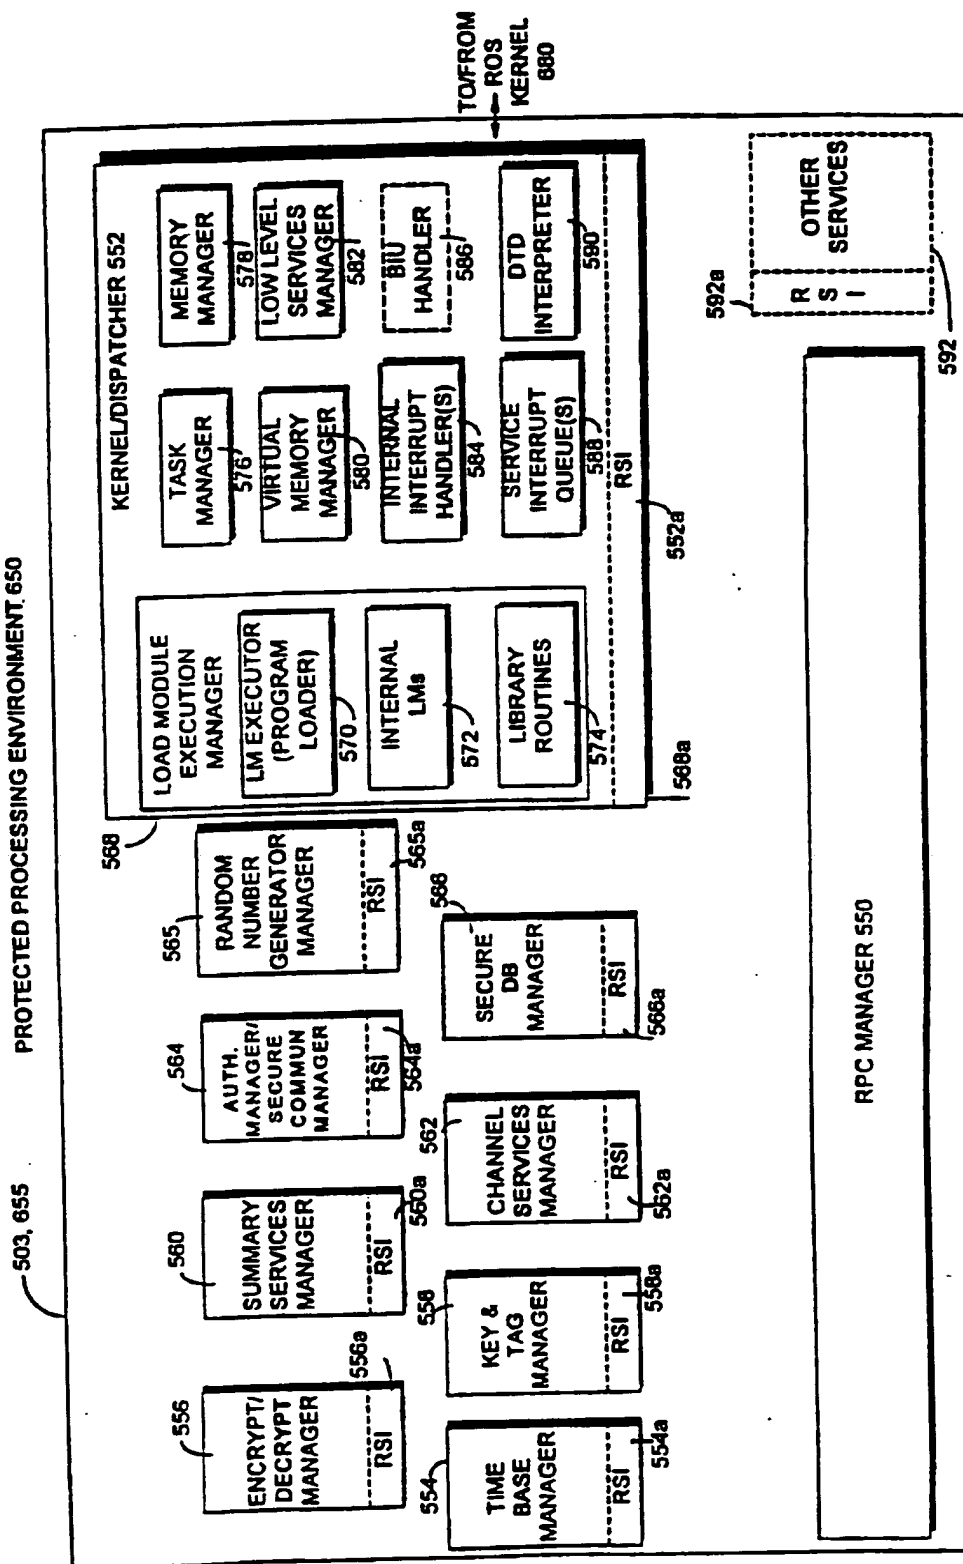 PROTECTED PROCESSING ENVIRONMENT 650
503, 655
KERNEL/DISPATCHER 552
LOAD MODULE
EXECUTION
MANAGER
568
LM EXECUTOR
(PROGRAM
LOADER)
570
INTERNAL
LMs
572
LIBRARY
ROUTINES
574
568a
TASK
MANAGER
576
MEMORY
MANAGER
578
VIRTUAL
MEMORY
MANAGER
580
LOW LEVEL
SERVICES
MANAGER
582
INTERNAL
INTERRUPT
HANDLER(S)
584
BIU
HANDLER
586
SERVICE
INTERRUPT
QUEUE(S)
588
DTD
INTERPRETER
590
RSI
552a
TO/FROM
ROS
KERNEL
680
556
ENCRYPT/
DECRYPT
MANAGER
RSI
556a
560
SUMMARY
SERVICES
MANAGER
RSI
560a
564
AUTH.
MANAGER/
SECURE
COMMUN
MANAGER
RSI
564a
565
RANDOM
NUMBER
GENERATOR
MANAGER
RSI
565a
554
TIME
BASE
MANAGER
RSI
554a
558
KEY &
TAG
MANAGER
RSI
558a
562
CHANNEL
SERVICES
MANAGER
RSI
562a
566
SECURE
DB
MANAGER
RSI
566a
RPC MANAGER 550
592a
RSI
OTHER
SERVICES
592